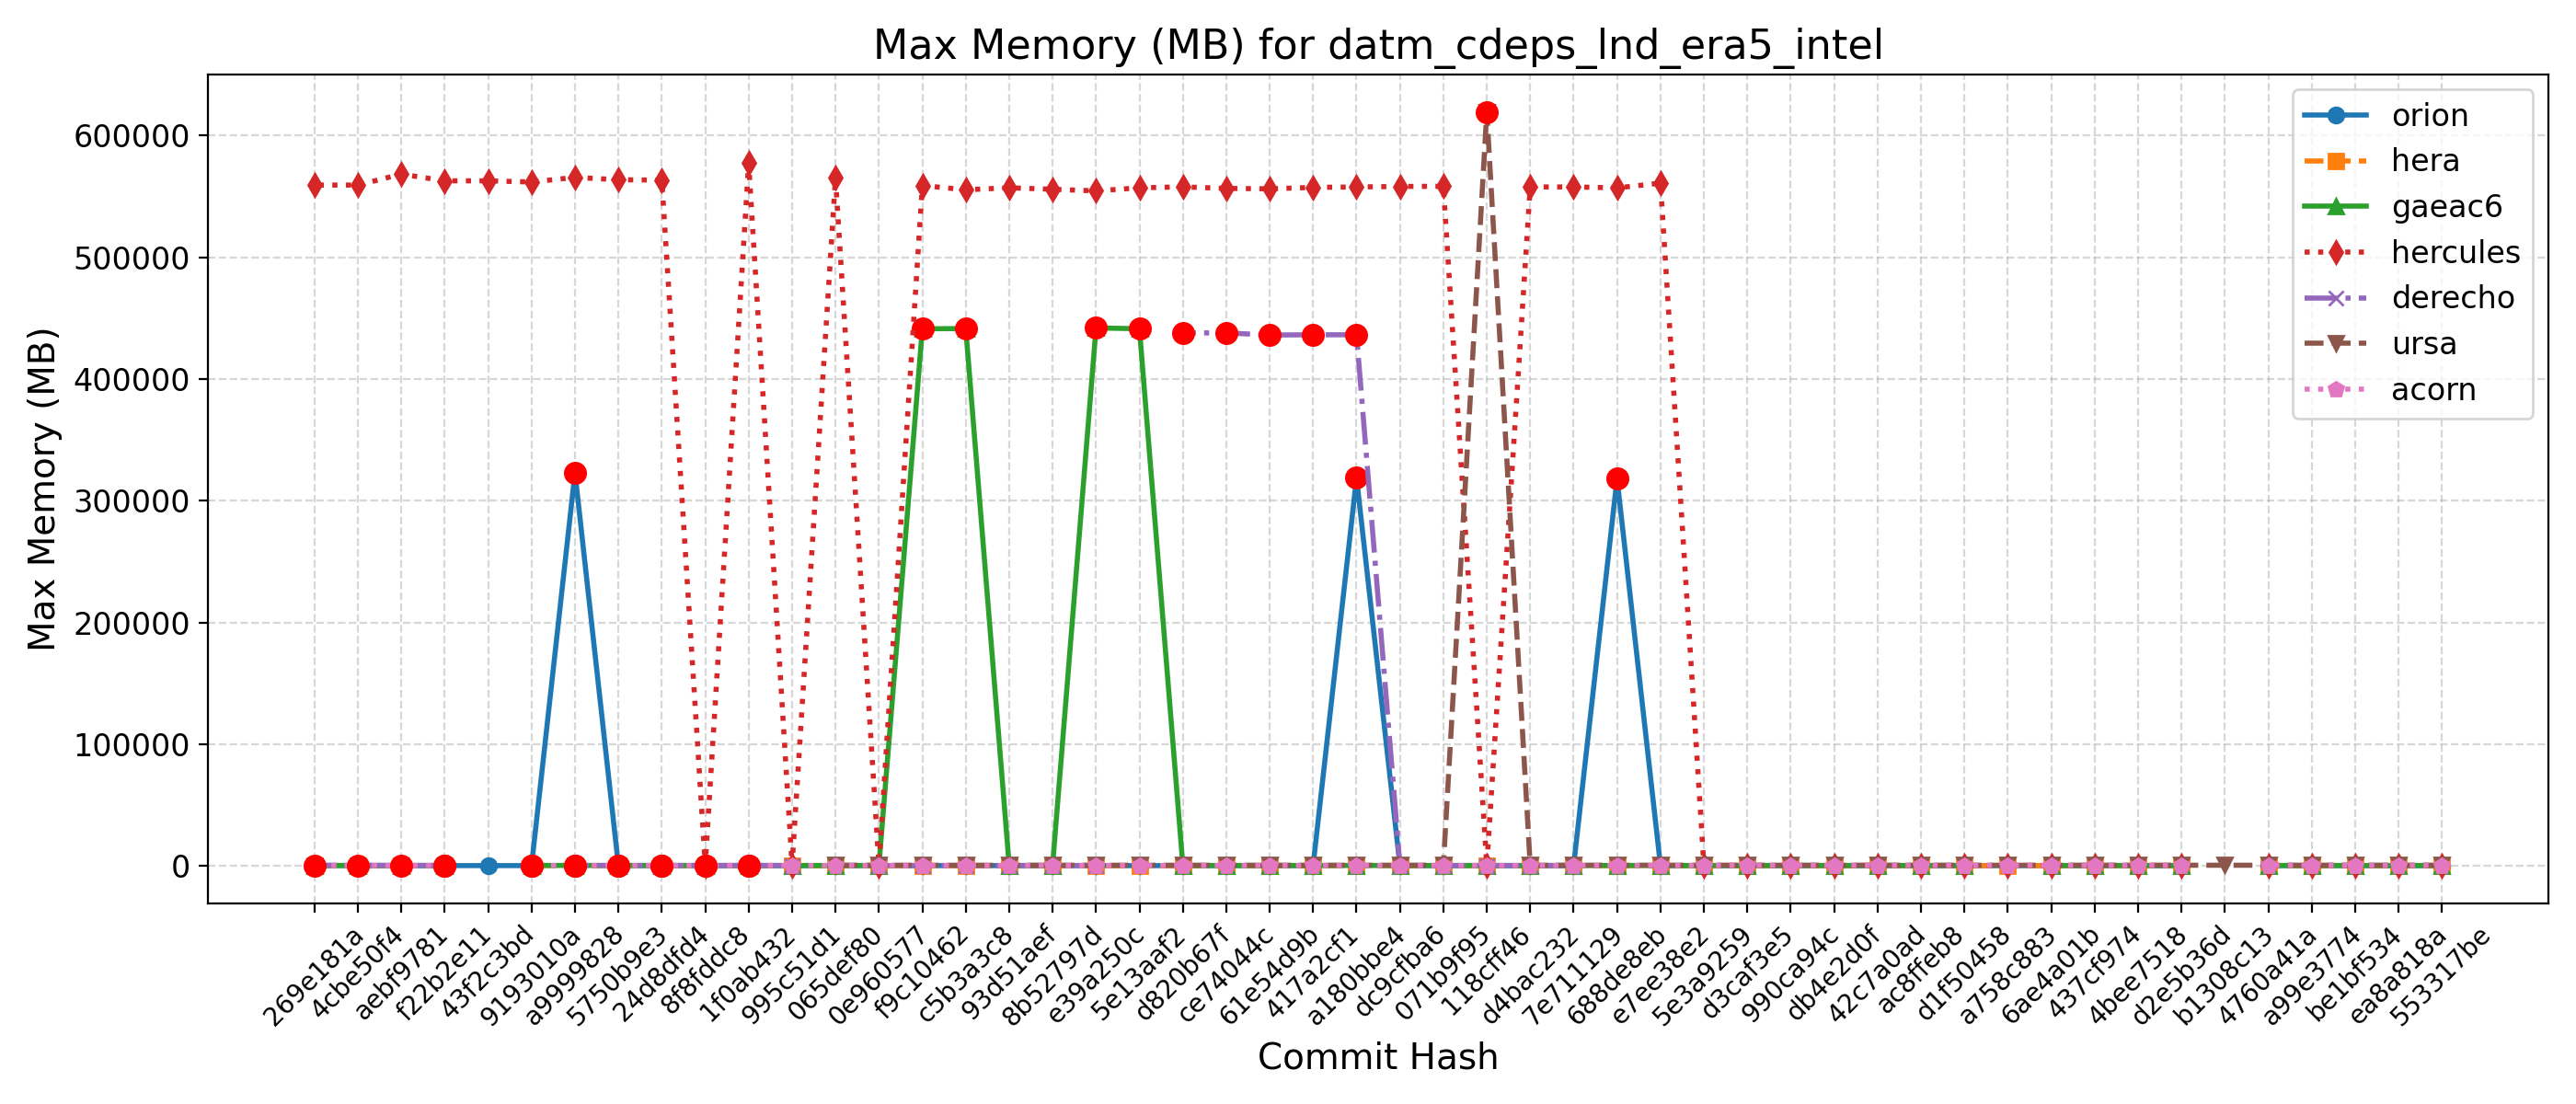 Max Memory (MB) for datm_cdeps_lnd_era5_intel
Max Memory (MB)
600000
500000
400000
300000
200000
100000
0
orion
hera
gaeac6
hercules
derecho
ursa
acorn
269e181a
4cbe50f4
aebf9781
f22b2e11
43f2c3bd
9193010a
a9999828
5750b9e3
24d8dfd4
8f8fddc8
1f0ab432
995c51d1
065def80
0e960577
f9c10462
c5b3a3c8
93d51aef
8b52797d
e39a250c
5e13aaf2
d820b67f
ce74044c
61e54d9b
417a2cf1
a180bbe4
dc9cfba6
071b9f95
118cff46
d4bac232
7e711129
688de8eb
e7ee38e2
5e3a9259
d3caf3e5
990ca94c
db4e2d0f
42c7a0ad
ac8ffeb8
d1f50458
a758c883
6ae4a01b
437cf974
4bee7518
d2e5b36d
b1308c13
4760a41a
a99e3774
be1bf534
ea8a818a
553317be
Commit Hash